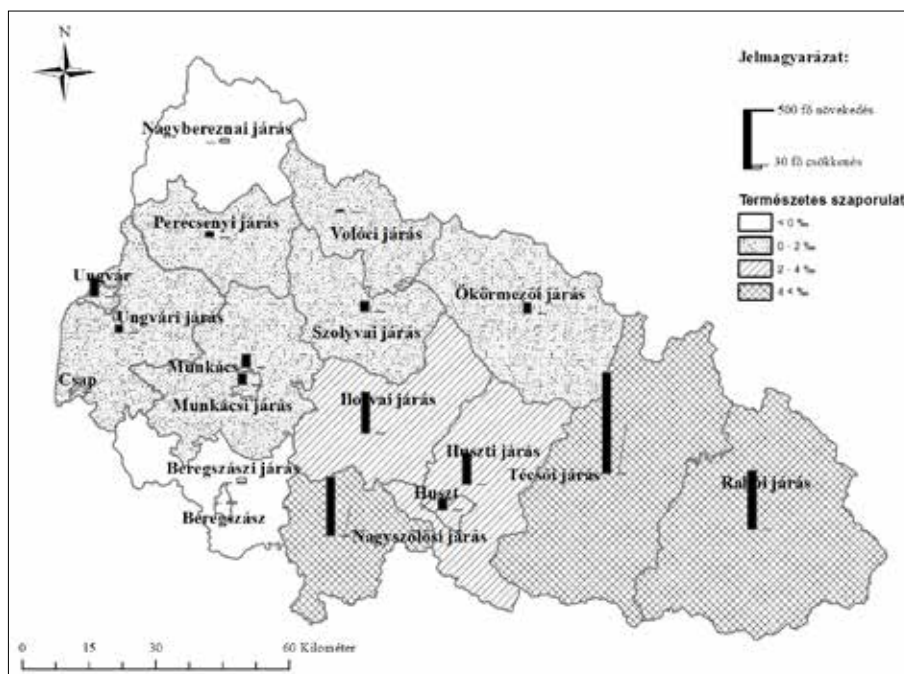 N
Jelmagyarázat:
500 fő növekedés
30 fő csökkenés
Természetes szaporulat
< 0 ‰
0 - 2 ‰
2 - 4 ‰
4 < ‰
Nagybereznai járás
Perecsenyi járás
Volóci járás
Ungvár
Ökörmezői járás
Ungvári járás
Szolyvai járás
Munkács
Csap
Munkácsi járás
Ilosvai járás
Huszti járás
Beregszászi járás
Técsői járás
Rahói járás
Huszt
Beregszász
Nagyszőlősi járás
0 15 30 60 Kilométer